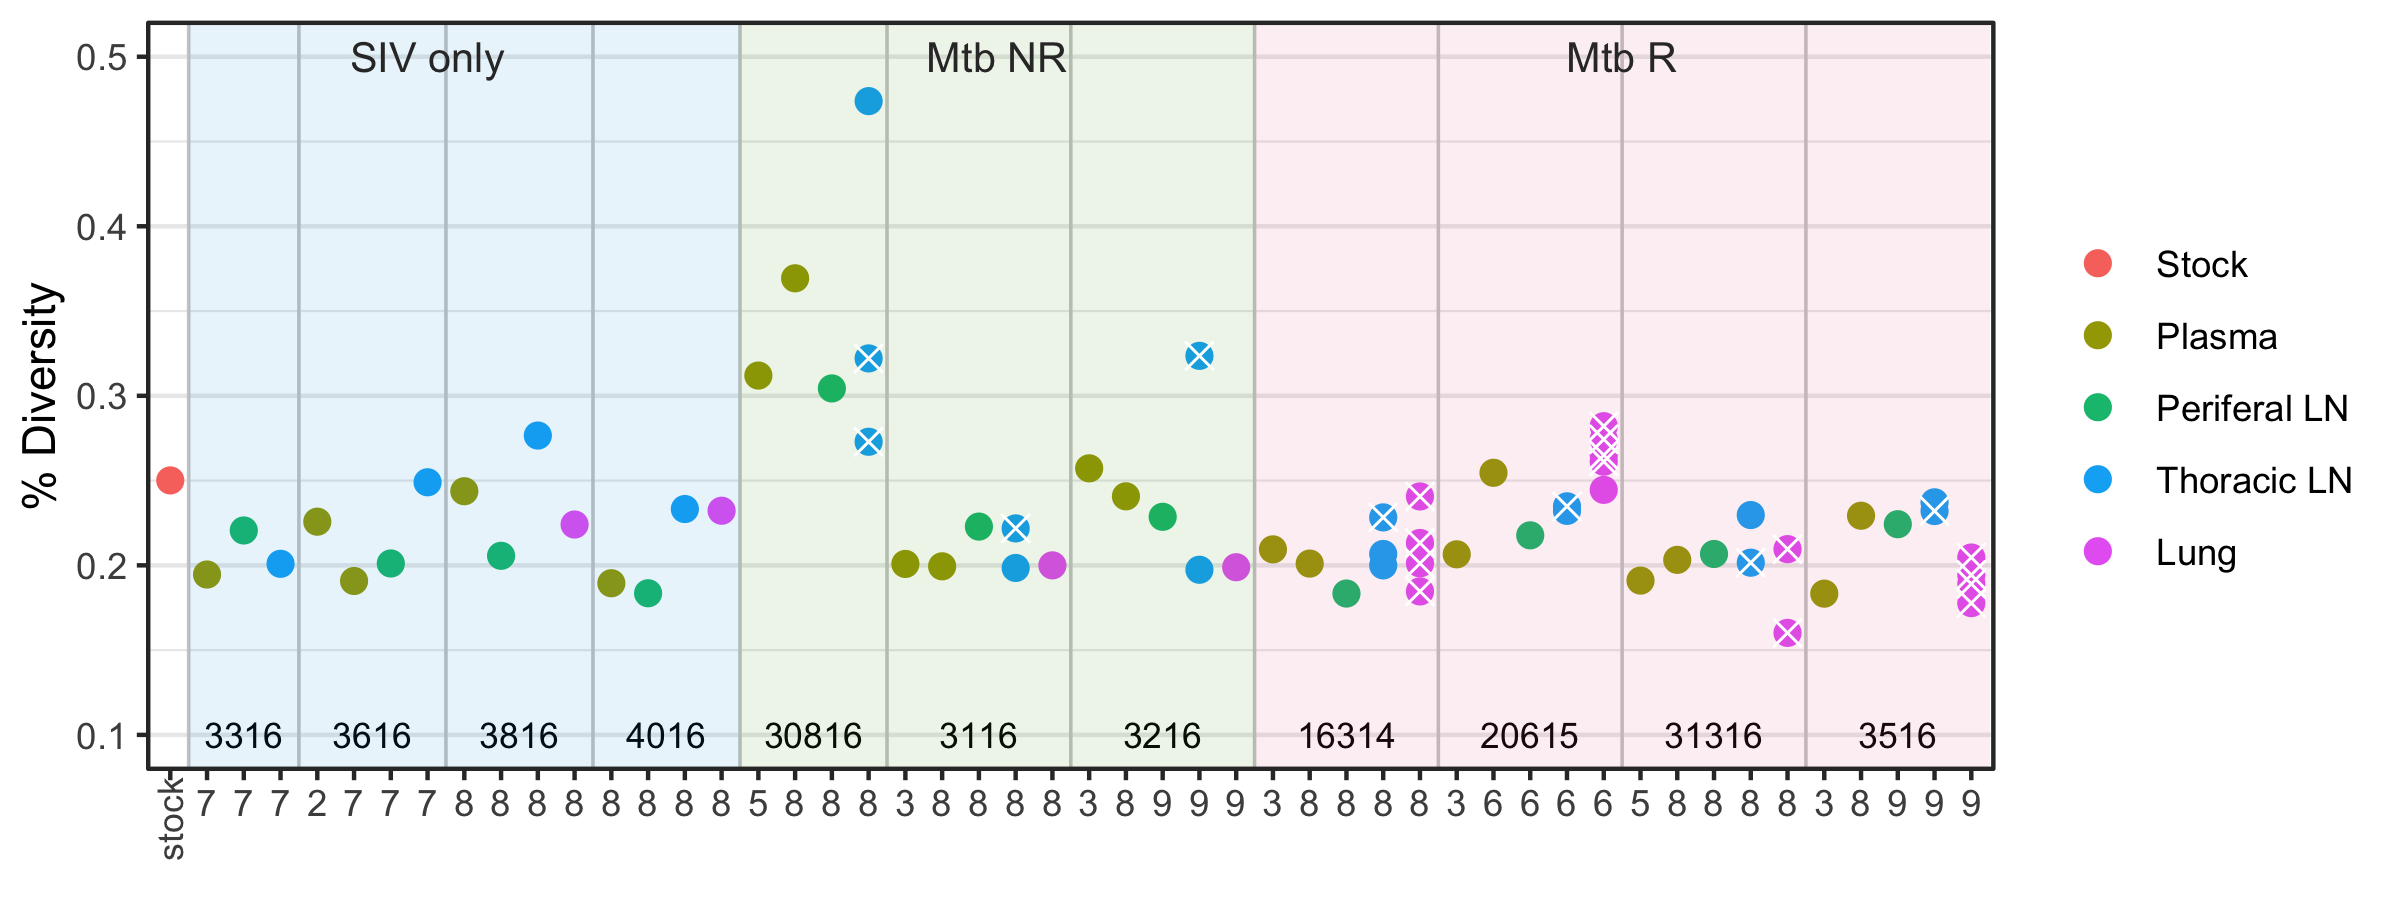 SIV only Mtb NR Mtb R
0.5
0.4
0.3
0.2
0.1
% Diversity
3316 3616 3816 4016 30816 3116 3216 16314 20615 31316 3516
stock 7 7 7 2 7 7 7 8 8 8 8 8 8 8 8 5 8 8 8 3 8 8 8 8 3 8 9 9 9 3 8 8 8 8 3 6 6 6 6 5 8 8 8 8 3 8 9 9 9
Stock
Plasma
Periferal LN
Thoracic LN
Lung